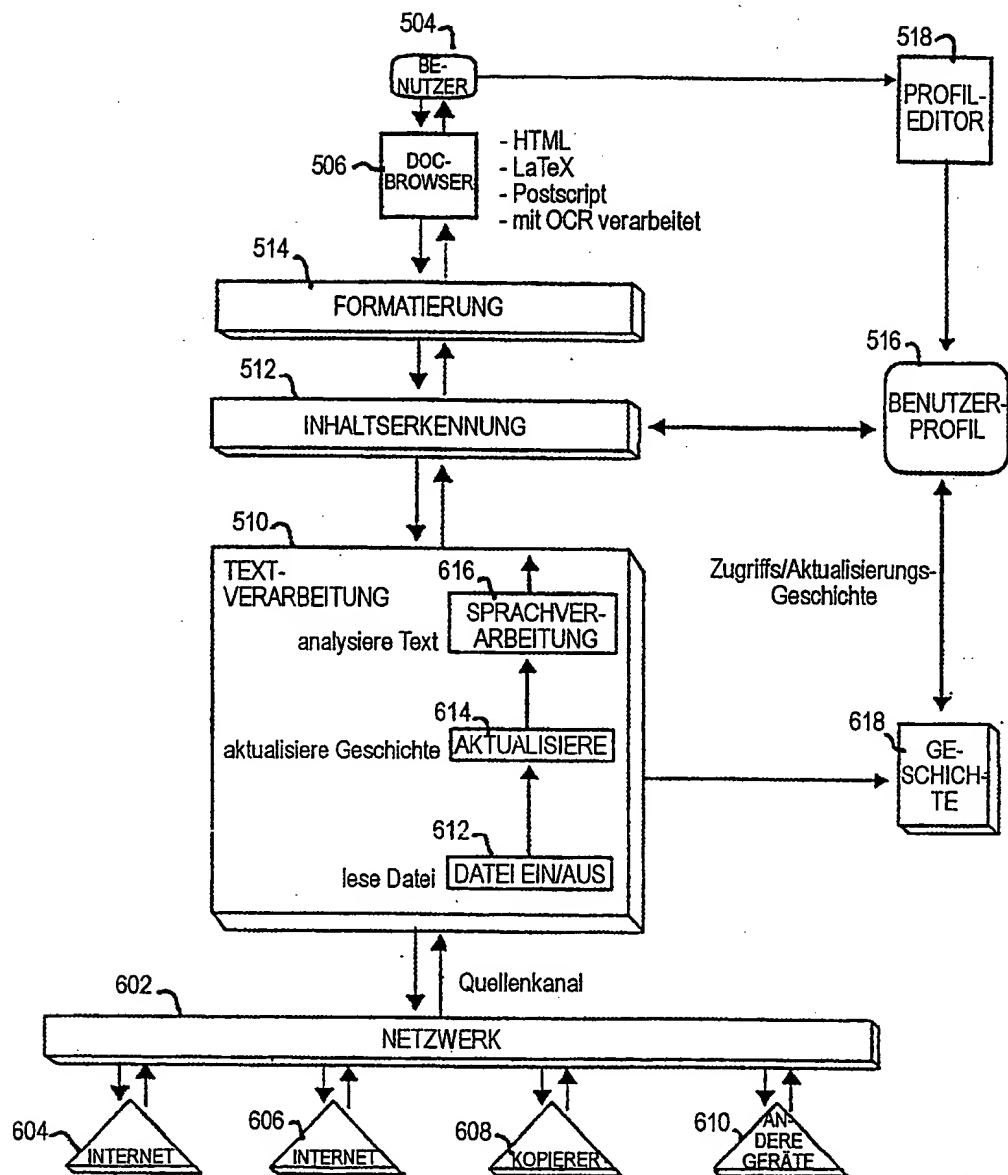 504
BE-
NUTZER
518
PROFIL-
EDITOR
506
DOC-
BROWSER
- HTML
- LaTeX
- Postscript
- mit OCR verarbeitet
514
FORMATIERUNG
512
INHALTSERKENNUNG
516
BENUTZER-
PROFIL
510
TEXT-
VERARBEITUNG
616
SPRACHVER-
ARBEITUNG
analysiere Text
Zugriffs/Aktualisierungs-
Geschichte
614
aktualisiere Geschichte
AKTUALISIERE
618
GE-
SCHICH-
TE
612
lese Datei
DATEI EIN/AUS
Quellenkanal
602
NETZWERK
604
INTERNET
606
INTERNET
608
KOPIERER
610
AN-
DERE
GERÄTE